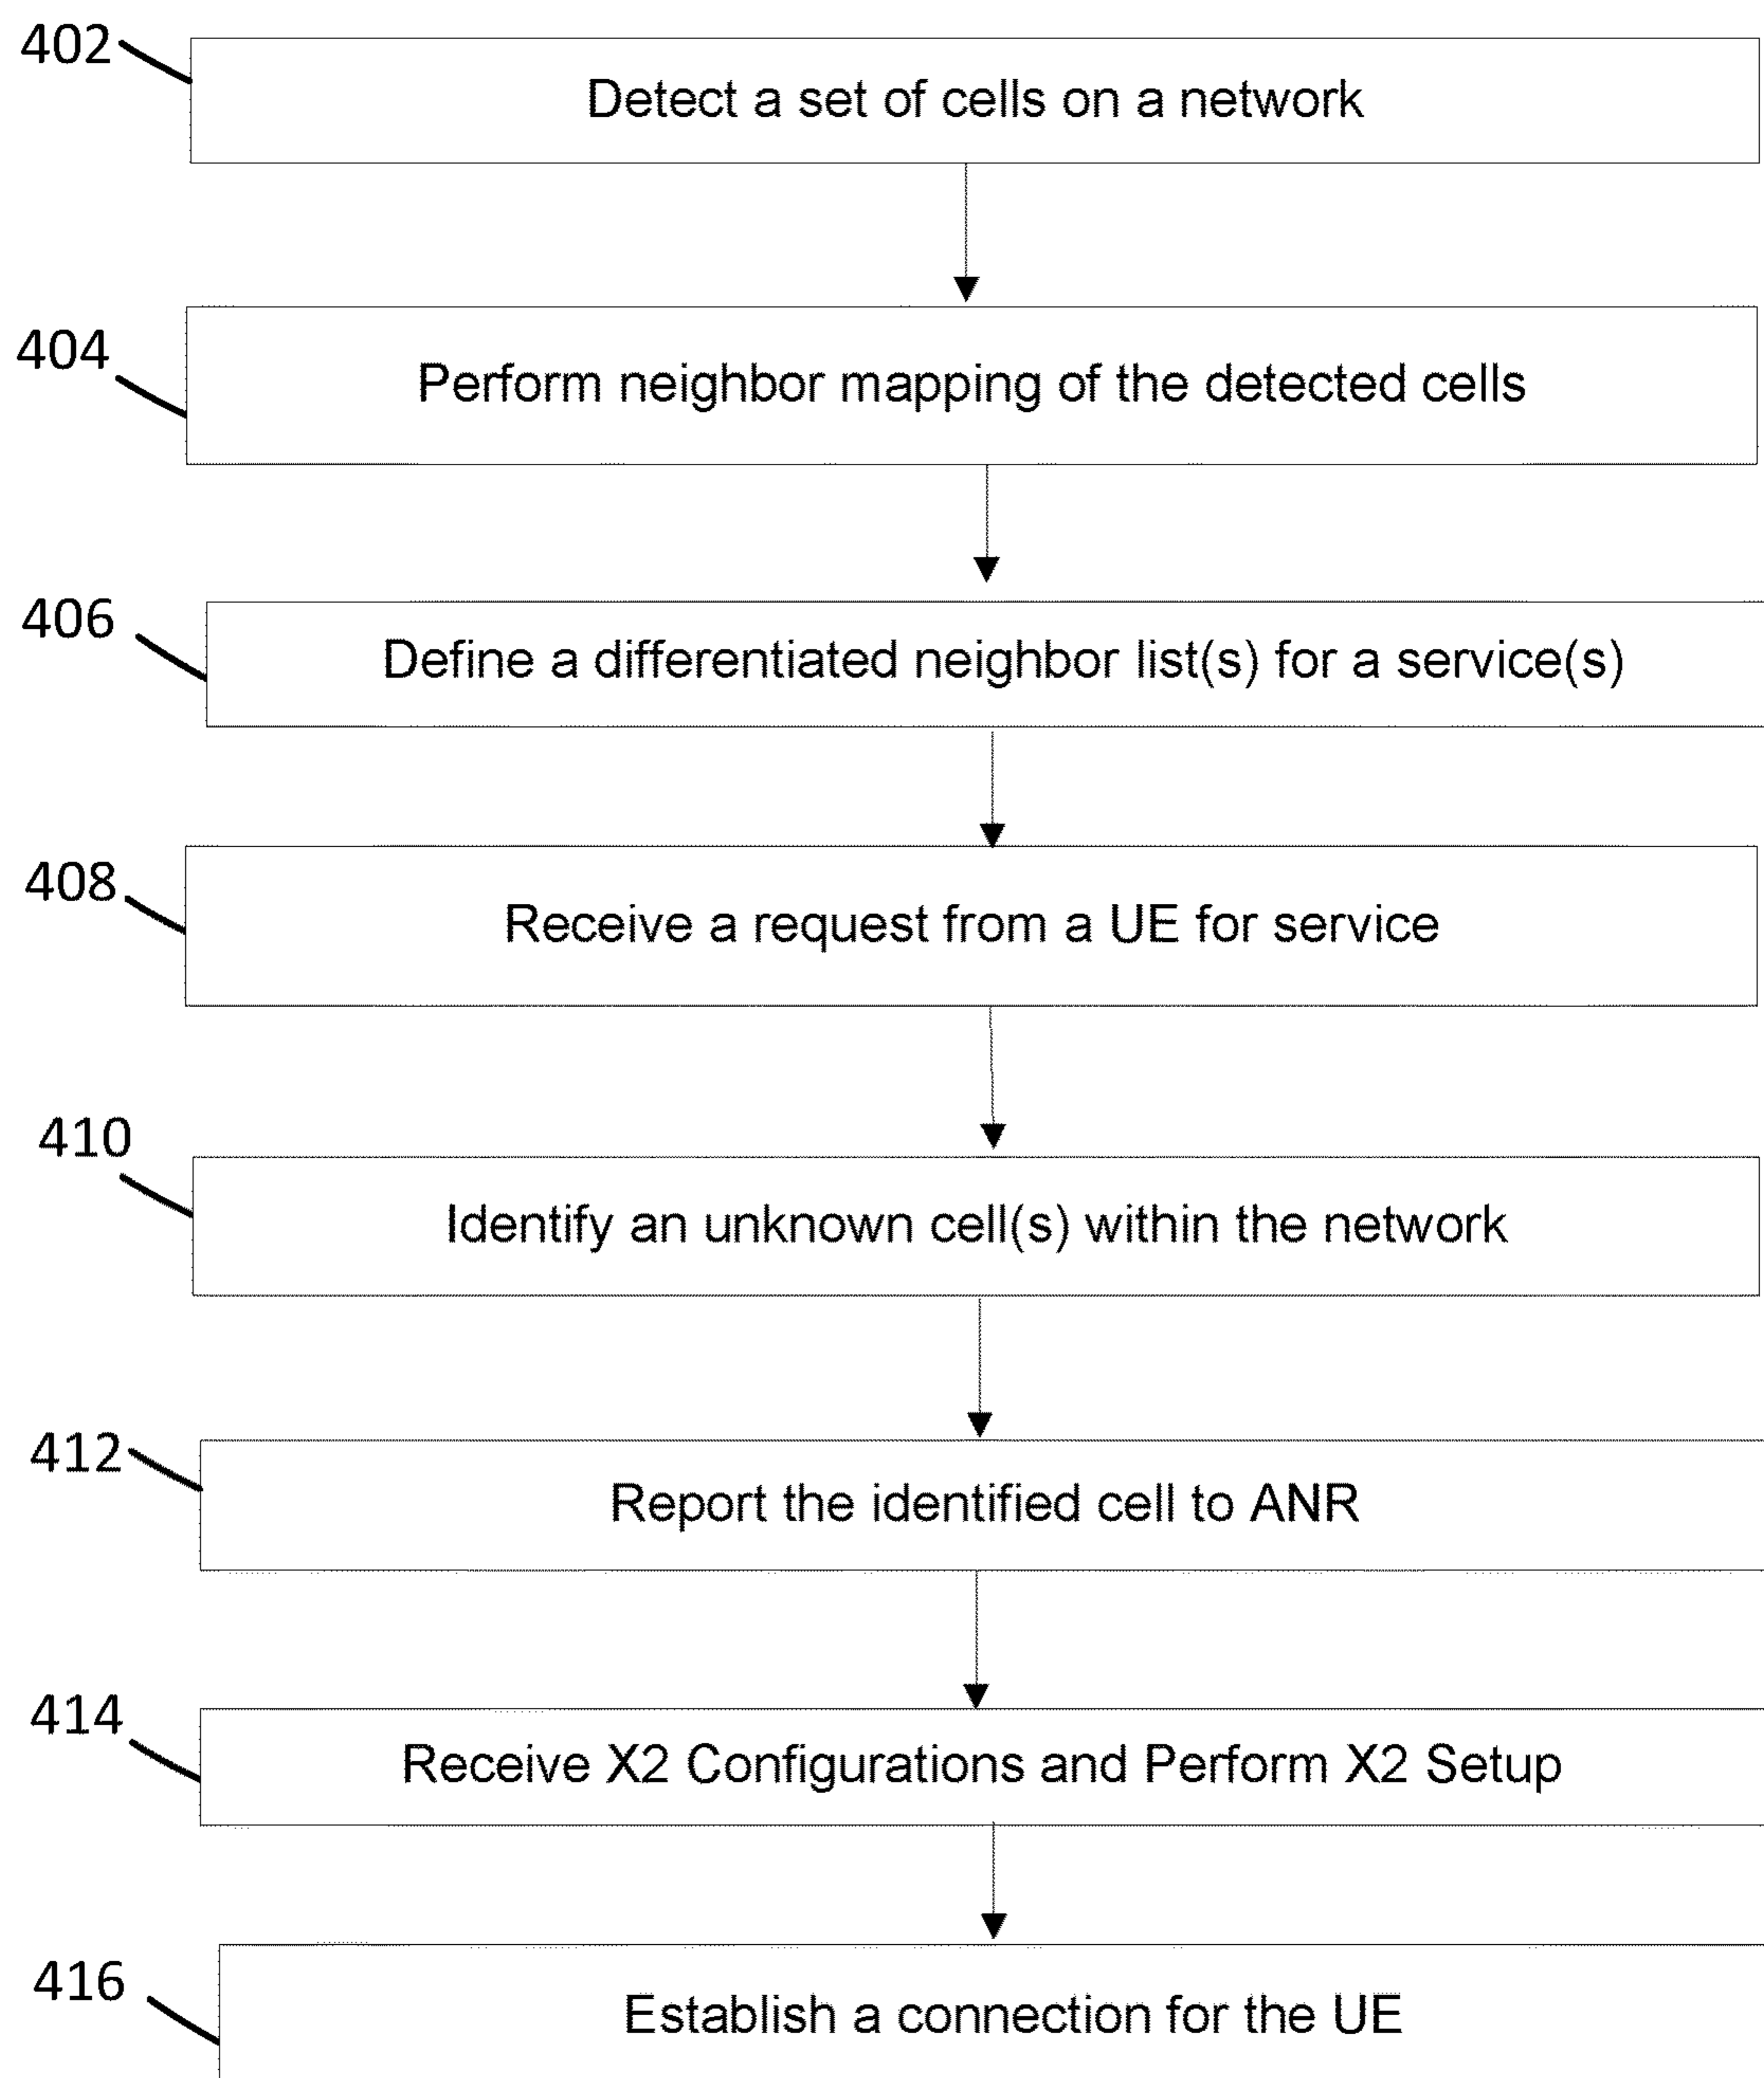 402
Detect a set of cells on a network
404
Perform neighbor mapping of the detected cells
406
Define a differentiated neighbor list(s) for a service(s)
408
Receive a request from a UE for service
410
Identify an unknown cell(s) within the network
412
Report the identified cell to ANR
414
Receive X2 Configurations and Perform X2 Setup
416
Establish a connection for the UE